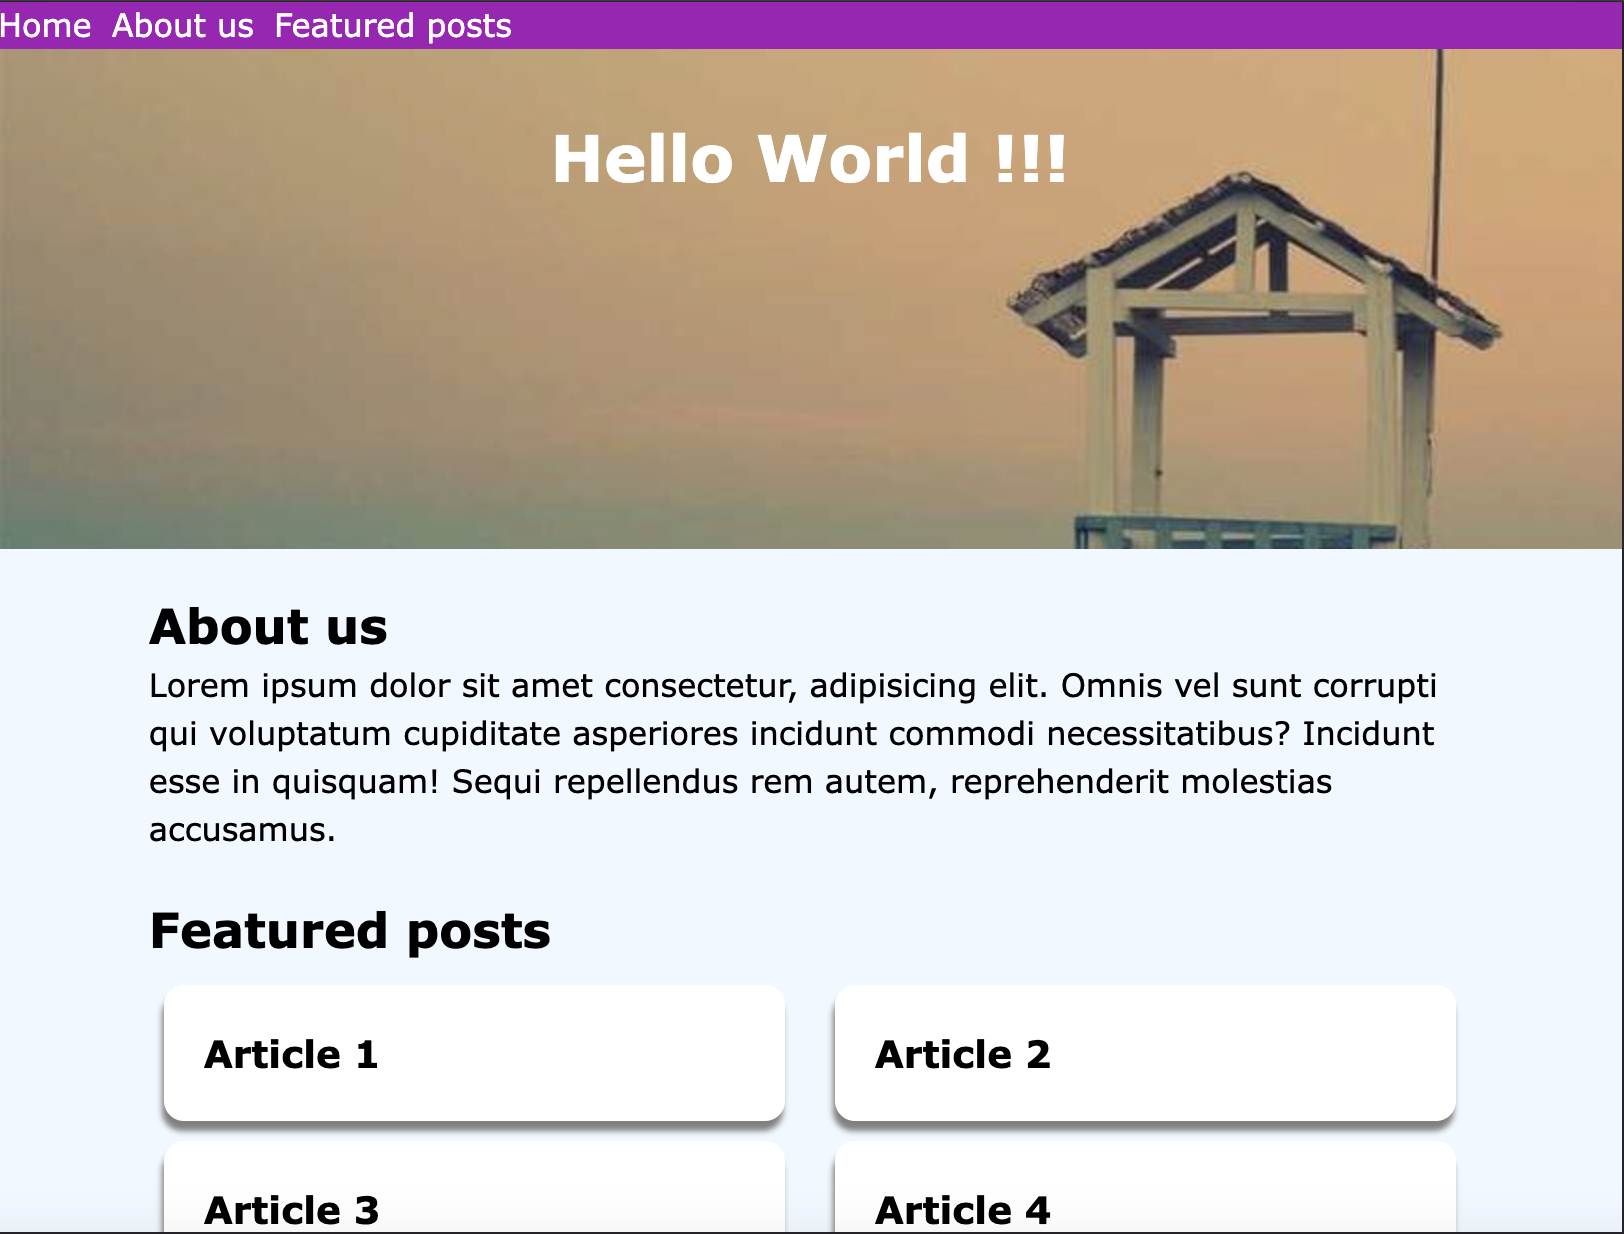 Home About us Featured posts
Hello World !!!
About us
Lorem ipsum dolor sit amet consectetur, adipisicing elit. Omnis vel sunt corrupti
qui voluptatum cupiditate asperiores incidunt commodi necessitatibus? Incidunt
esse in quisquam! Sequi repellendus rem autem, reprehenderit molestias
accusamus.
Featured posts
Article 1
Article 2
Article 3
Article 4